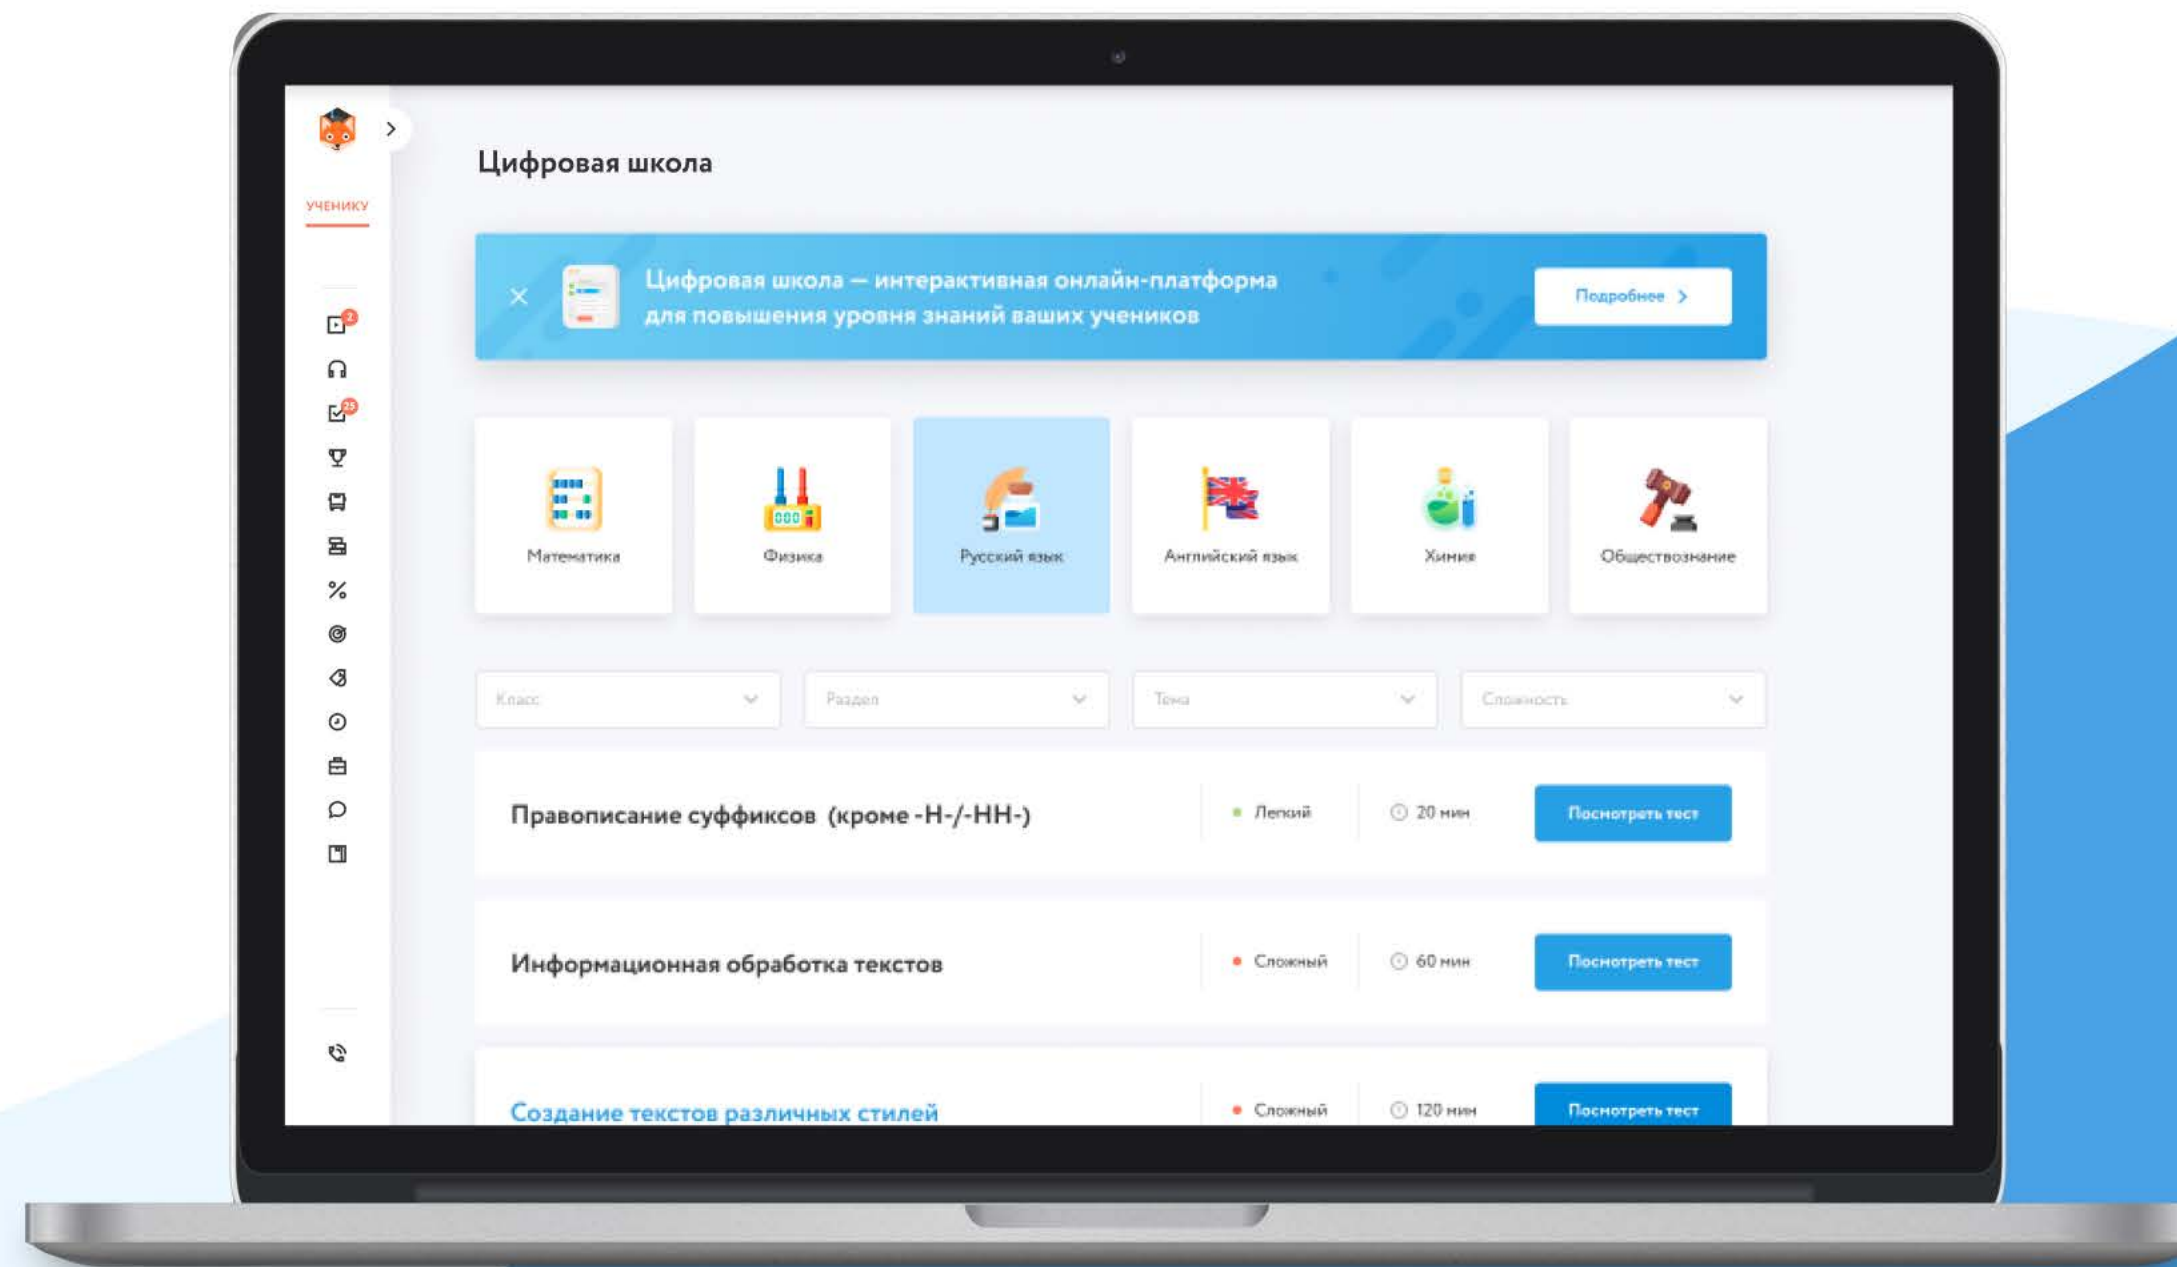 Цифровая школа
УЧЕНИКУ
Цифровая школа — интерактивная онлайн-платформа
для повышения уровня знаний ваших учеников
Подробнее
2
25
Математика
Физика
Русский язык
Английский язык
Химия
Обществознание
Класс
Раздел
Тема
Сложность
Правописание суффиксов (кроме -Н-/-НН-)
Легкий
20 мин
Посмотреть тест
Информационная обработка текстов
Сложный
60 мин
Посмотреть тест
Создание текстов различных стилей
Сложный
120 мин
Посмотреть тест